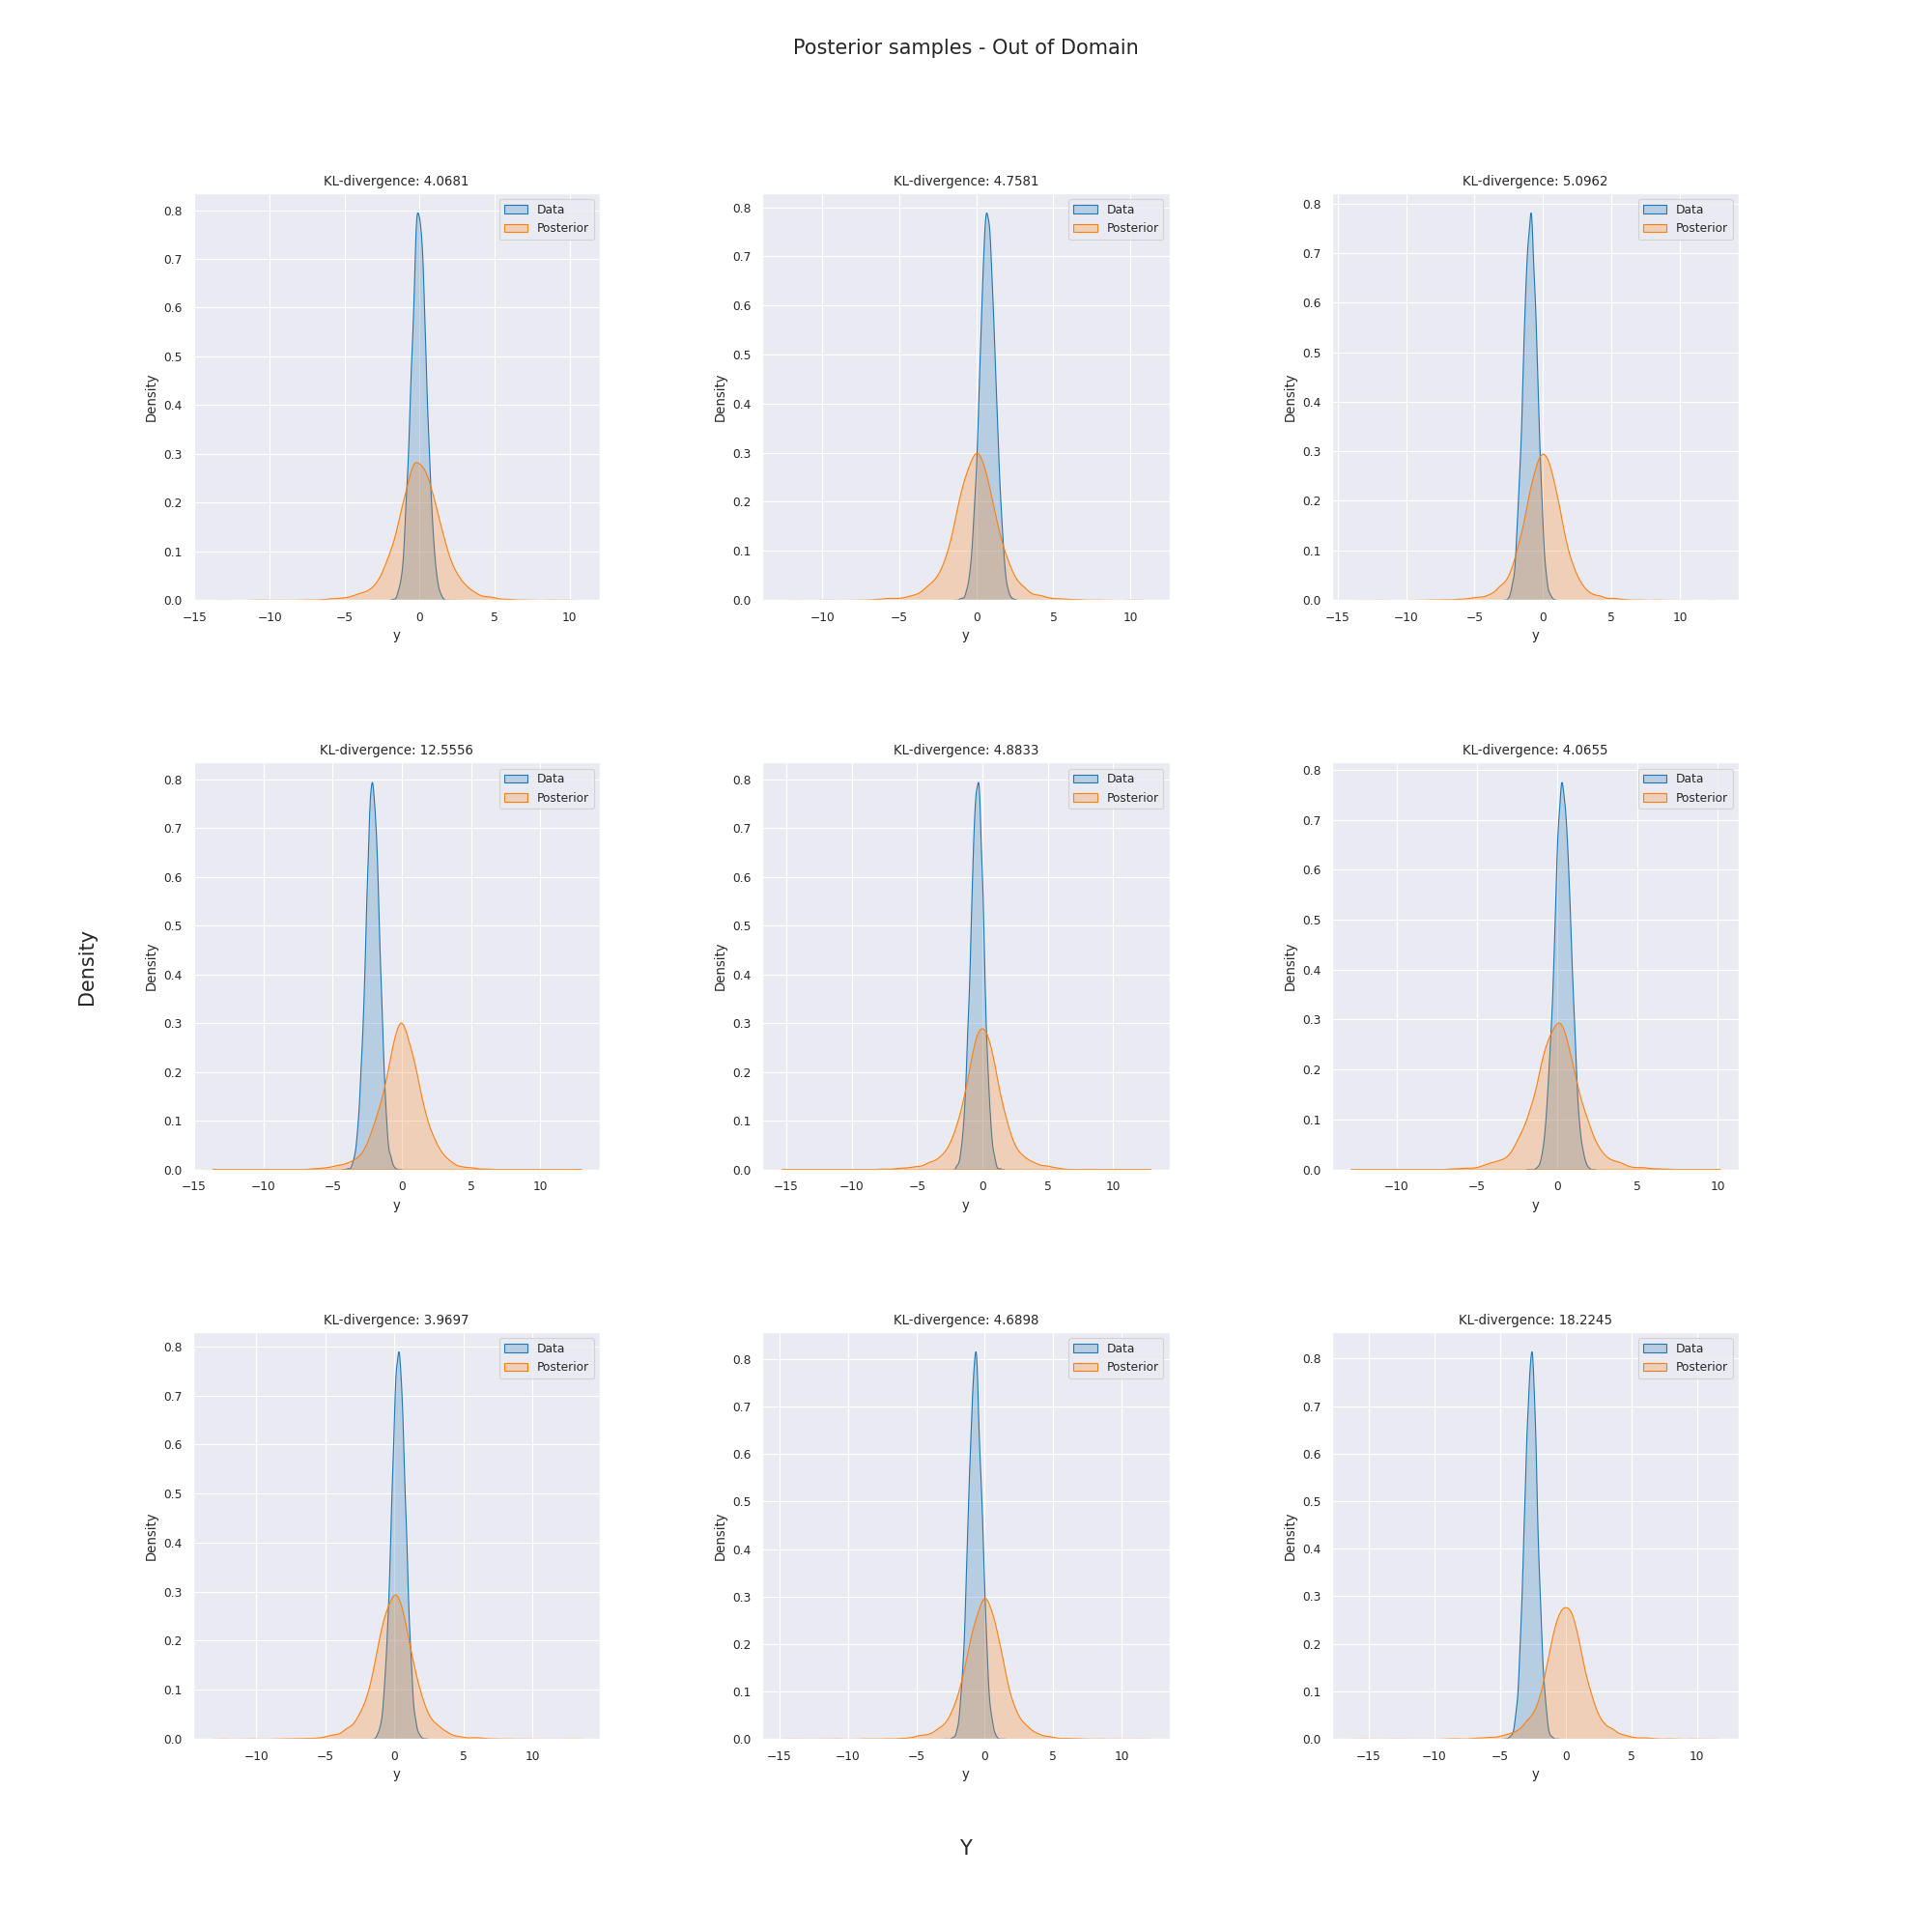 Posterior samples - Out of Domain
KL-divergence: 4.0681
Data
Posterior
0.8
0.7
0.6
0.5
0.4
0.3
0.2
0.1
0.0
Density
−15 −10 −5 0 5 10
y
KL-divergence: 4.7581
Data
Posterior
0.8
0.7
0.6
0.5
0.4
0.3
0.2
0.1
0.0
Density
−10 −5 0 5 10
y
KL-divergence: 5.0962
Data
Posterior
0.8
0.7
0.6
0.5
0.4
0.3
0.2
0.1
0.0
Density
−15 −10 −5 0 5 10
y
Density
KL-divergence: 12.5556
Data
Posterior
0.8
0.7
0.6
0.5
0.4
0.3
0.2
0.1
0.0
Density
−15 −10 −5 0 5 10
y
KL-divergence: 4.8833
Data
Posterior
0.8
0.7
0.6
0.5
0.4
0.3
0.2
0.1
0.0
Density
−15 −10 −5 0 5 10
y
KL-divergence: 4.0655
Data
Posterior
0.8
0.7
0.6
0.5
0.4
0.3
0.2
0.1
0.0
Density
−10 −5 0 5 10
y
KL-divergence: 3.9697
Data
Posterior
0.8
0.7
0.6
0.5
0.4
0.3
0.2
0.1
0.0
Density
−10 −5 0 5 10
y
KL-divergence: 4.6898
Data
Posterior
0.8
0.7
0.6
0.5
0.4
0.3
0.2
0.1
0.0
Density
−15 −10 −5 0 5 10
y
KL-divergence: 18.2245
Data
Posterior
0.8
0.7
0.6
0.5
0.4
0.3
0.2
0.1
0.0
Density
−15 −10 −5 0 5 10
y
Y